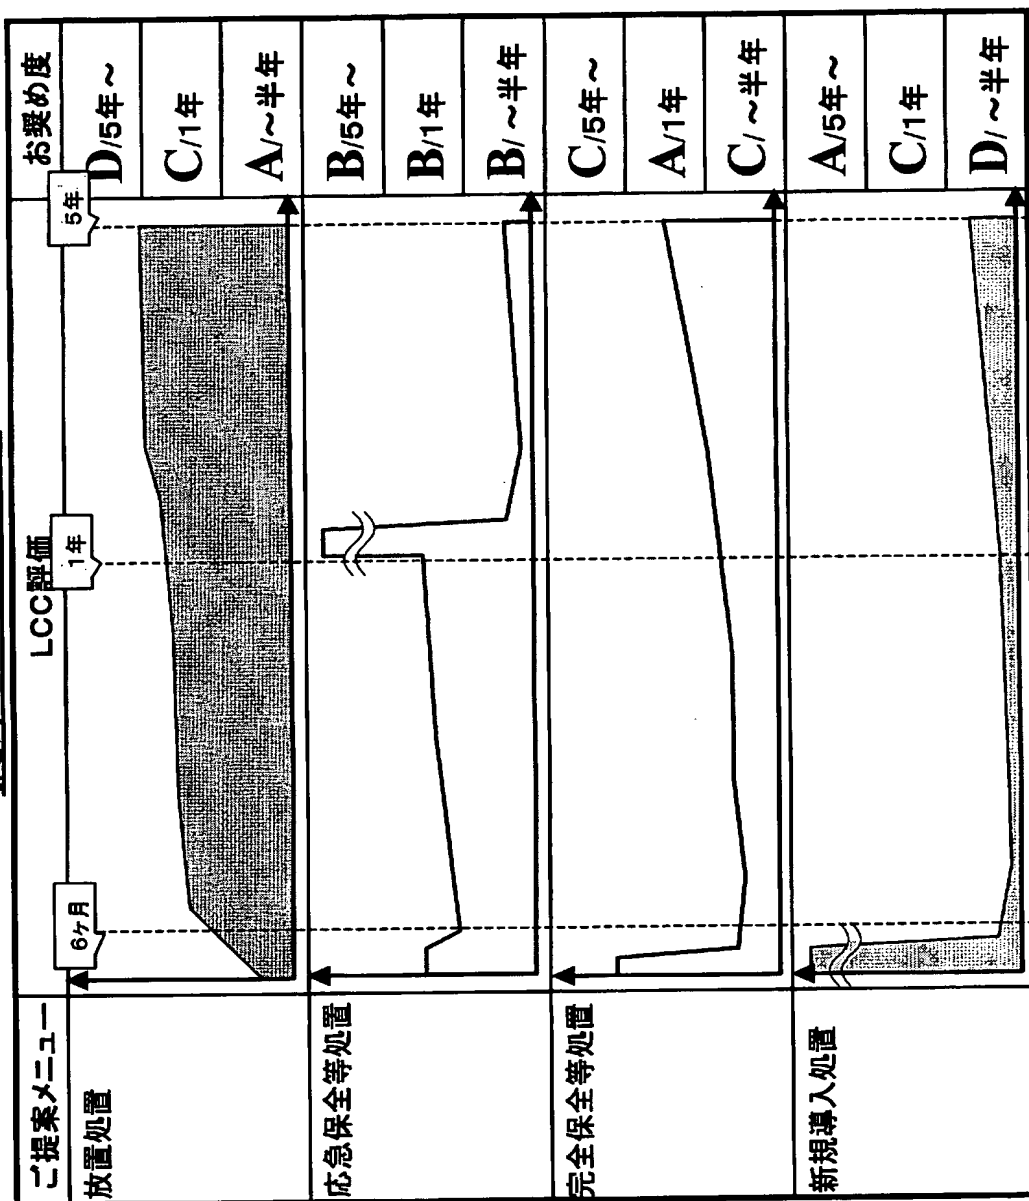 ご提案メニュー
LCC評価
お奨め度
6ヶ月
1年
5年
放置処置
D/5年~
C/1年
A/~半年
応急保全等処置
B/5年~
B/1年
B/~半年
完全保全等処置
C/5年~
A/1年
C/~半年
新規導入処置
A/5年~
C/1年
D/~半年